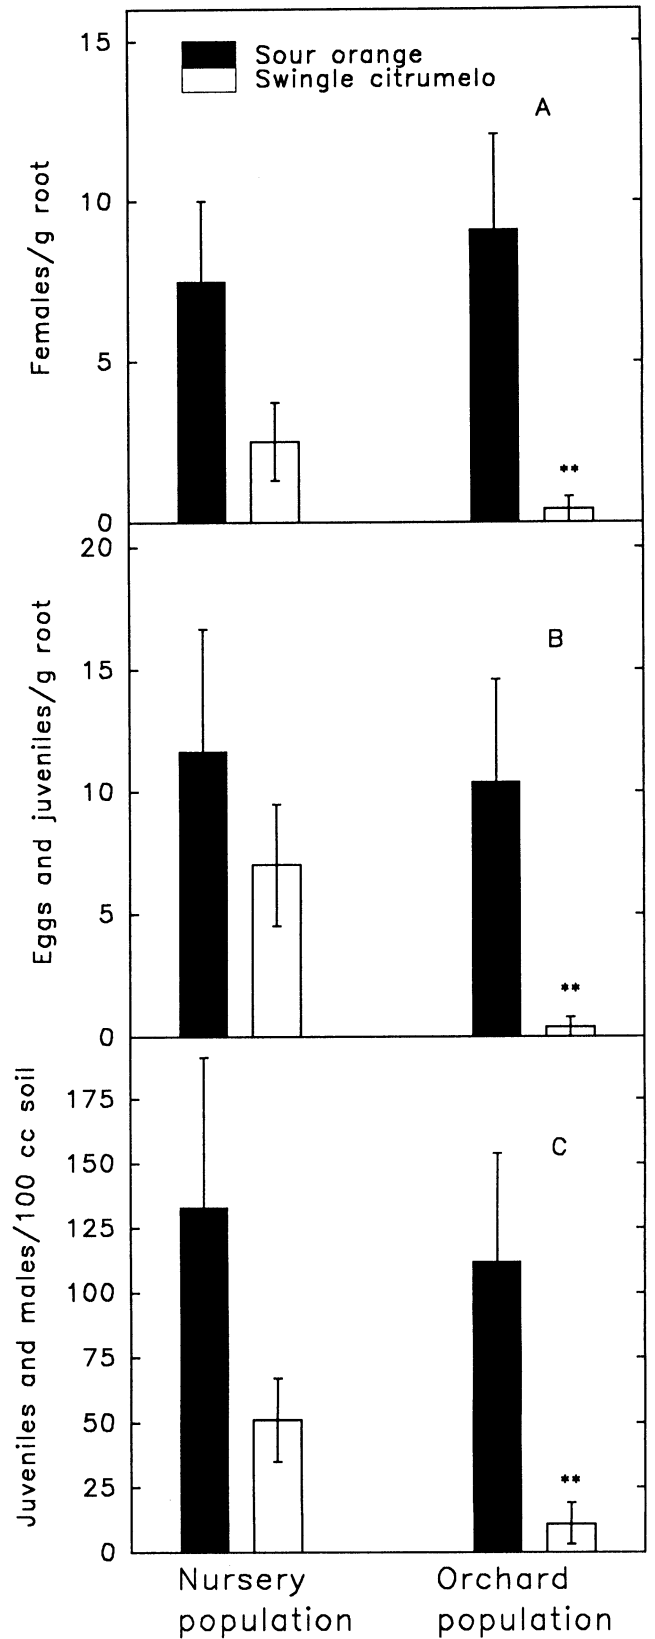 Sour orange
Swingle citrumelo
A
15
10
5
0
Females/g root
**
B
20
15
10
5
0
Eggs and juveniles/g root
**
C
175
150
125
100
75
50
25
0
Juveniles and males/100 cc soil
**
Nursery population
Orchard population